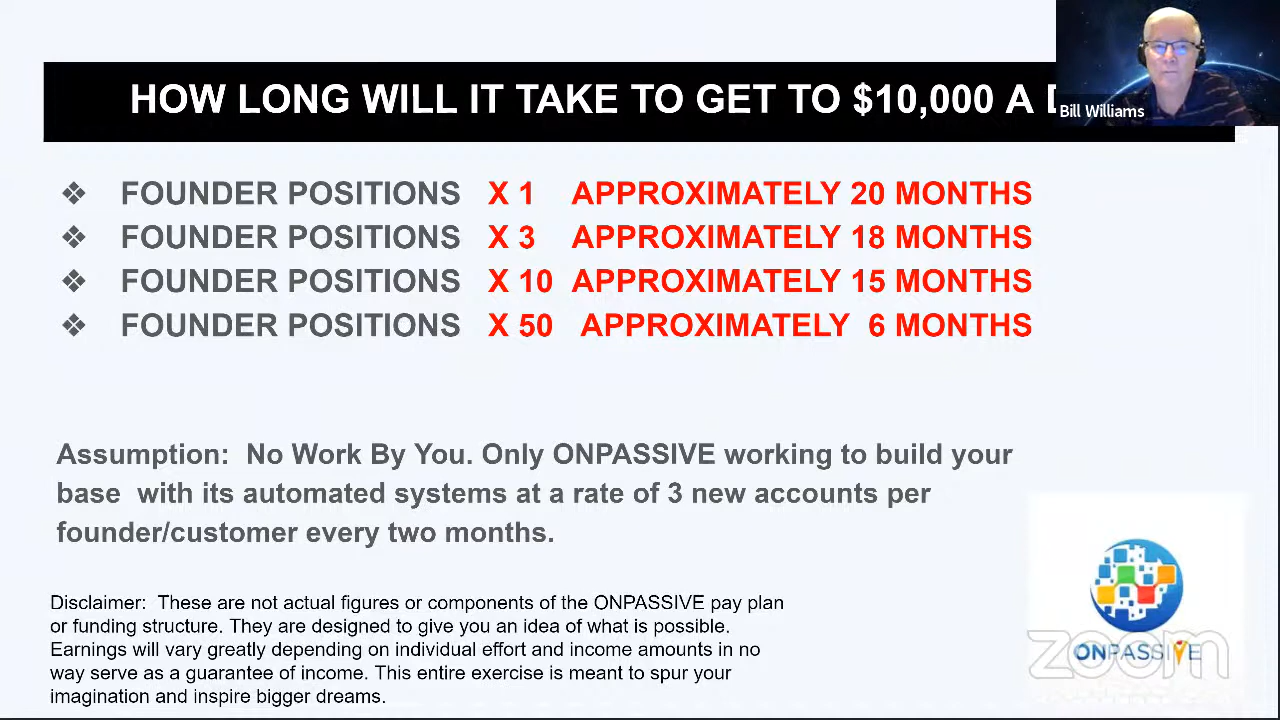 HOW LONG WILL IT TAKE TO GET TO $10,000 A
Bill Williams
❖ FOUNDER POSITIONS X 1 APPROXIMATELY 20 MONTHS
❖ FOUNDER POSITIONS X 3 APPROXIMATELY 18 MONTHS
❖ FOUNDER POSITIONS X 10 APPROXIMATELY 15 MONTHS
❖ FOUNDER POSITIONS X 50 APPROXIMATELY 6 MONTHS
Assumption: No Work By You. Only ONPASSIVE working to build your
base with its automated systems at a rate of 3 new accounts per
founder/customer every two months.
Disclaimer: These are not actual figures or components of the ONPASSIVE pay plan
or funding structure. They are designed to give you an idea of what is possible.
Earnings will vary greatly depending on individual effort and income amounts in no
way serve as a guarantee of income. This entire exercise is meant to spur your
imagination and inspire bigger dreams.
ONPASSIVE
zoom